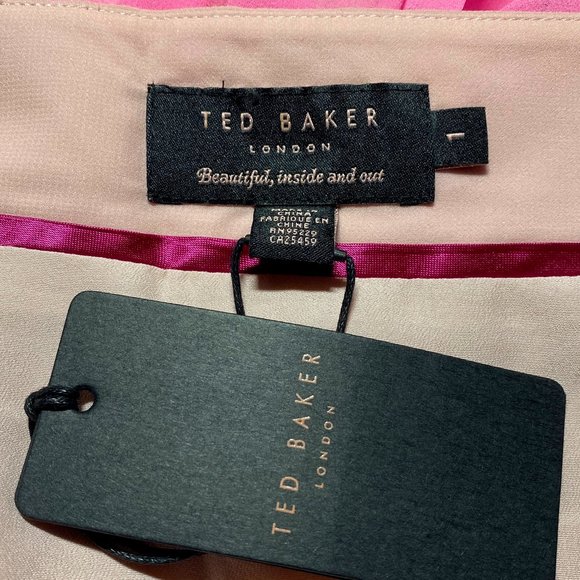 TED BAKER
LONDON
Beautiful, inside and out
1
MADE IN
CHINA
FABRIQUE EN
CHINE
RN95229
CA25459
TED BAKER
LONDON